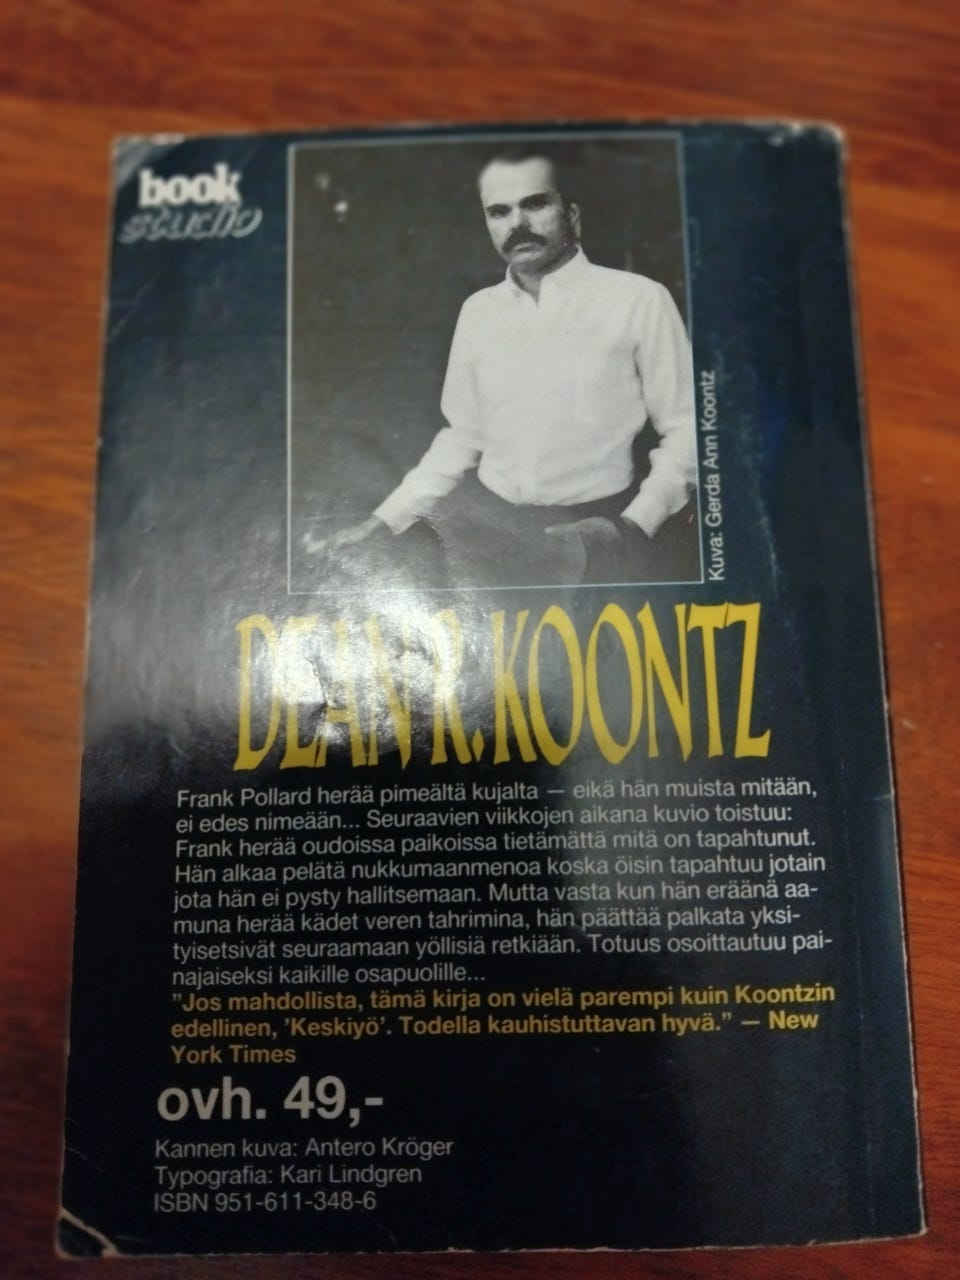 book
studio
Kuva: Gerda Ann Koontz
DEAN R. KOONTZ
Frank Pollard herää pimeältä kujalta — eikä hän muista mitään,
ei edes nimeään... Seuraavien viikkojen aikana kuvio toistuu:
Frank herää oudoissa paikoissa tietämättä mitä on tapahtunut.
Hän alkaa pelätä nukkumaanmenoa koska öisin tapahtuu jotain
jota hän ei pysty hallitsemaan. Mutta vasta kun hän eräänä aa-
muna herää kädet veren tahrimina, hän päättää palkata yksi-
tyisetsivät seuraamaan yöllisiä retkiään. Totuus osoittautuu pai-
najaiseksi kaikille osapuolille...
"Jos mahdollista, tämä kirja on vielä parempi kuin Koontzin
edellinen, 'Keskiyö'. Todella kauhistuttavan hyvä." — New
York Times
ovh. 49,-
Kannen kuva: Antero Kröger
Typografia: Kari Lindgren
ISBN 951-611-348-6